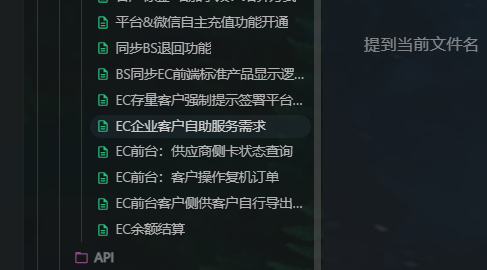 平台&微信自主充值功能开通
提到当前文件名
同步BS退回功能
BS同步EC前端标准产品显示逻...
EC存量客户强制提示签署平台...
EC企业客户自助服务需求
EC前台：供应商侧卡状态查询
EC前台：客户操作复机订单
EC前台客户侧供客户自行导出...
EC余额结算
API